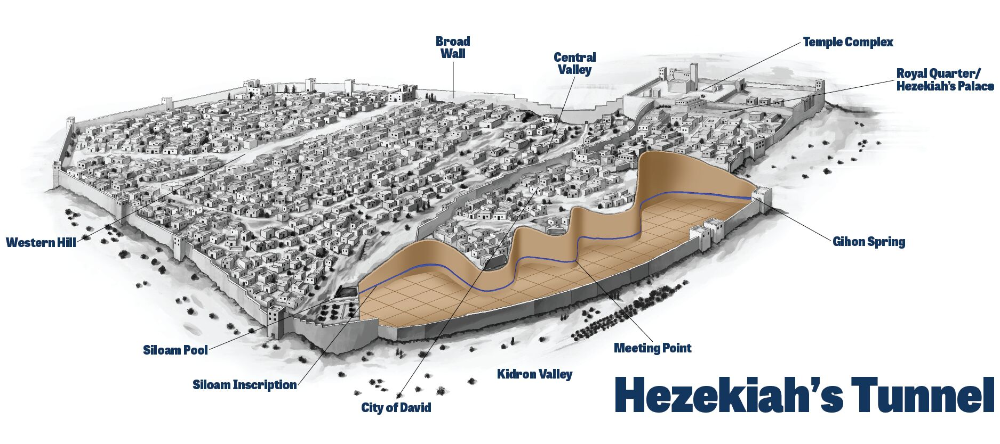 Broad
Wall
Central
Valley
Temple Complex
Royal Quarter/
Hezekiah's Palace
Western Hill
Gihon Spring
Siloam Pool
Meeting Point
Siloam Inscription
Kidron Valley
City of David
Hezekiah's Tunnel